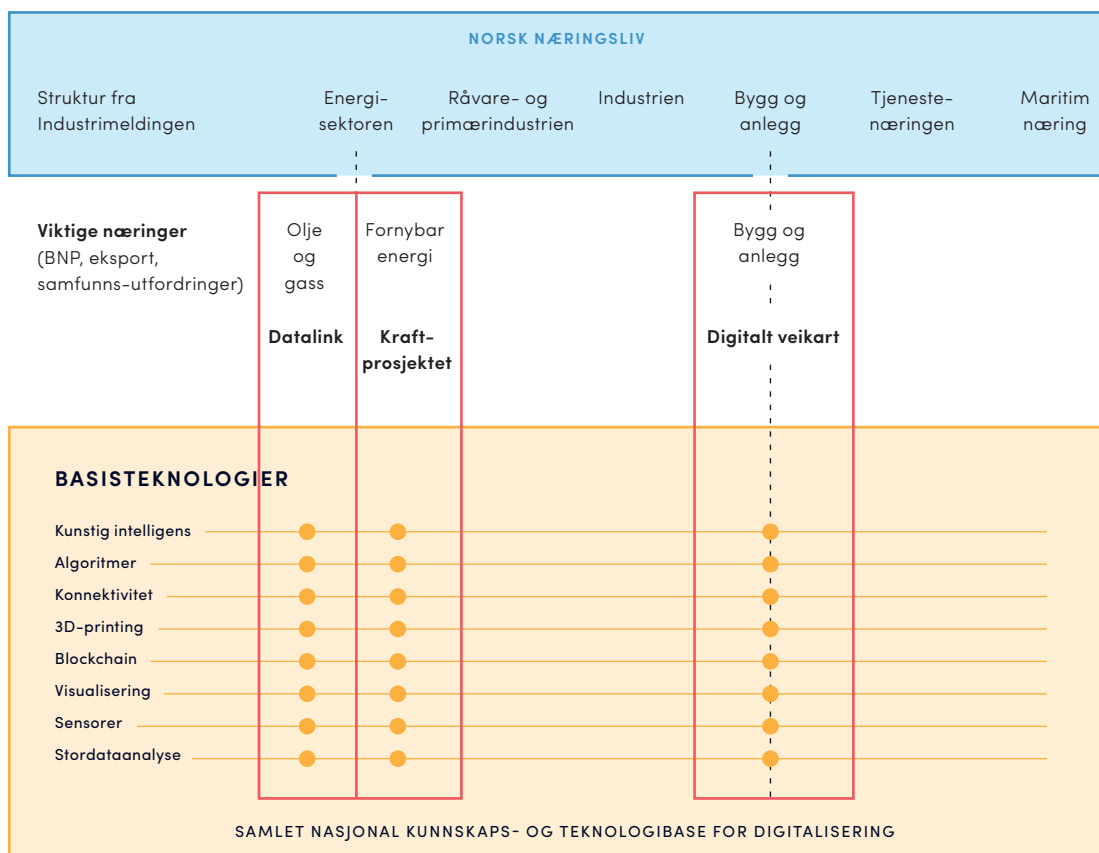 NORSK NÆRINGSLIV
Struktur fra
Industrimeldingen
Energi-
sektoren
Råvare- og
primærindustrien
Industrien
Bygg og
anlegg
Tjeneste-
næringen
Maritim
næring
Viktige næringer
(BNP, eksport,
samfunns-utfordringer)
Olje
og
gass
Fornybar
energi
Bygg og
anlegg
Datalink
Kraft-
prosjektet
Digitalt veikart
BASISTEKNOLOGIER
Kunstig intelligens
Algoritmer
Konnektivitet
3D-printing
Blockchain
Visualisering
Sensorer
Stordataanalyse
SAMLET NASJONAL KUNNSKAPS- OG TEKNOLOGIBASE FOR DIGITALISERING